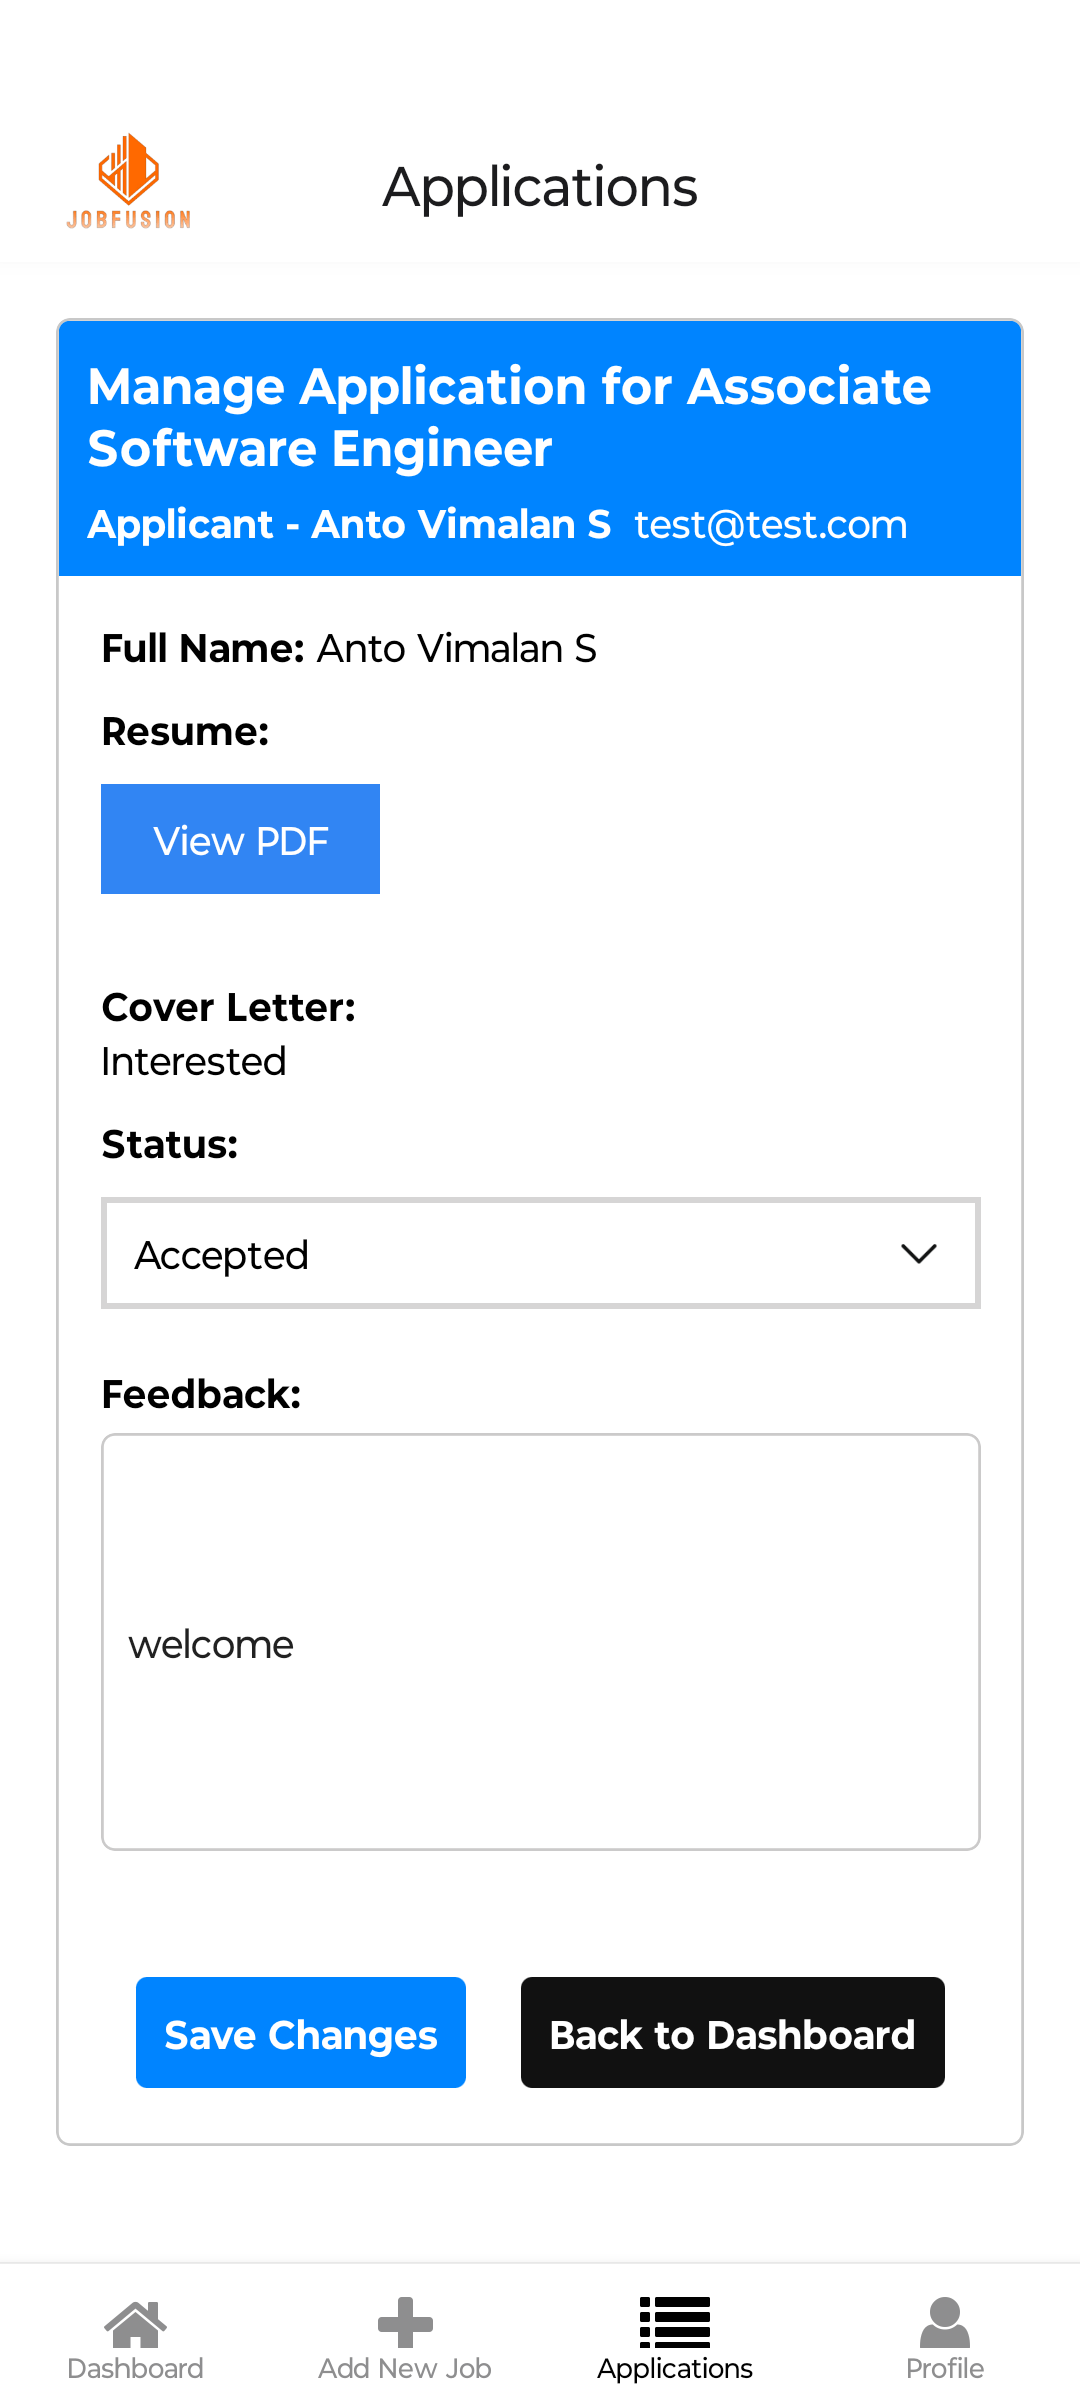 JOBFUSION
Applications
Manage Application for Associate
Software Engineer
Applicant - Anto Vimalan S test@test.com
Full Name: Anto Vimalan S
Resume:
View PDF
Cover Letter:
Interested
Status:
Accepted
Feedback:
welcome
Save Changes
Back to Dashboard
Dashboard
Add New Job
Applications
Profile